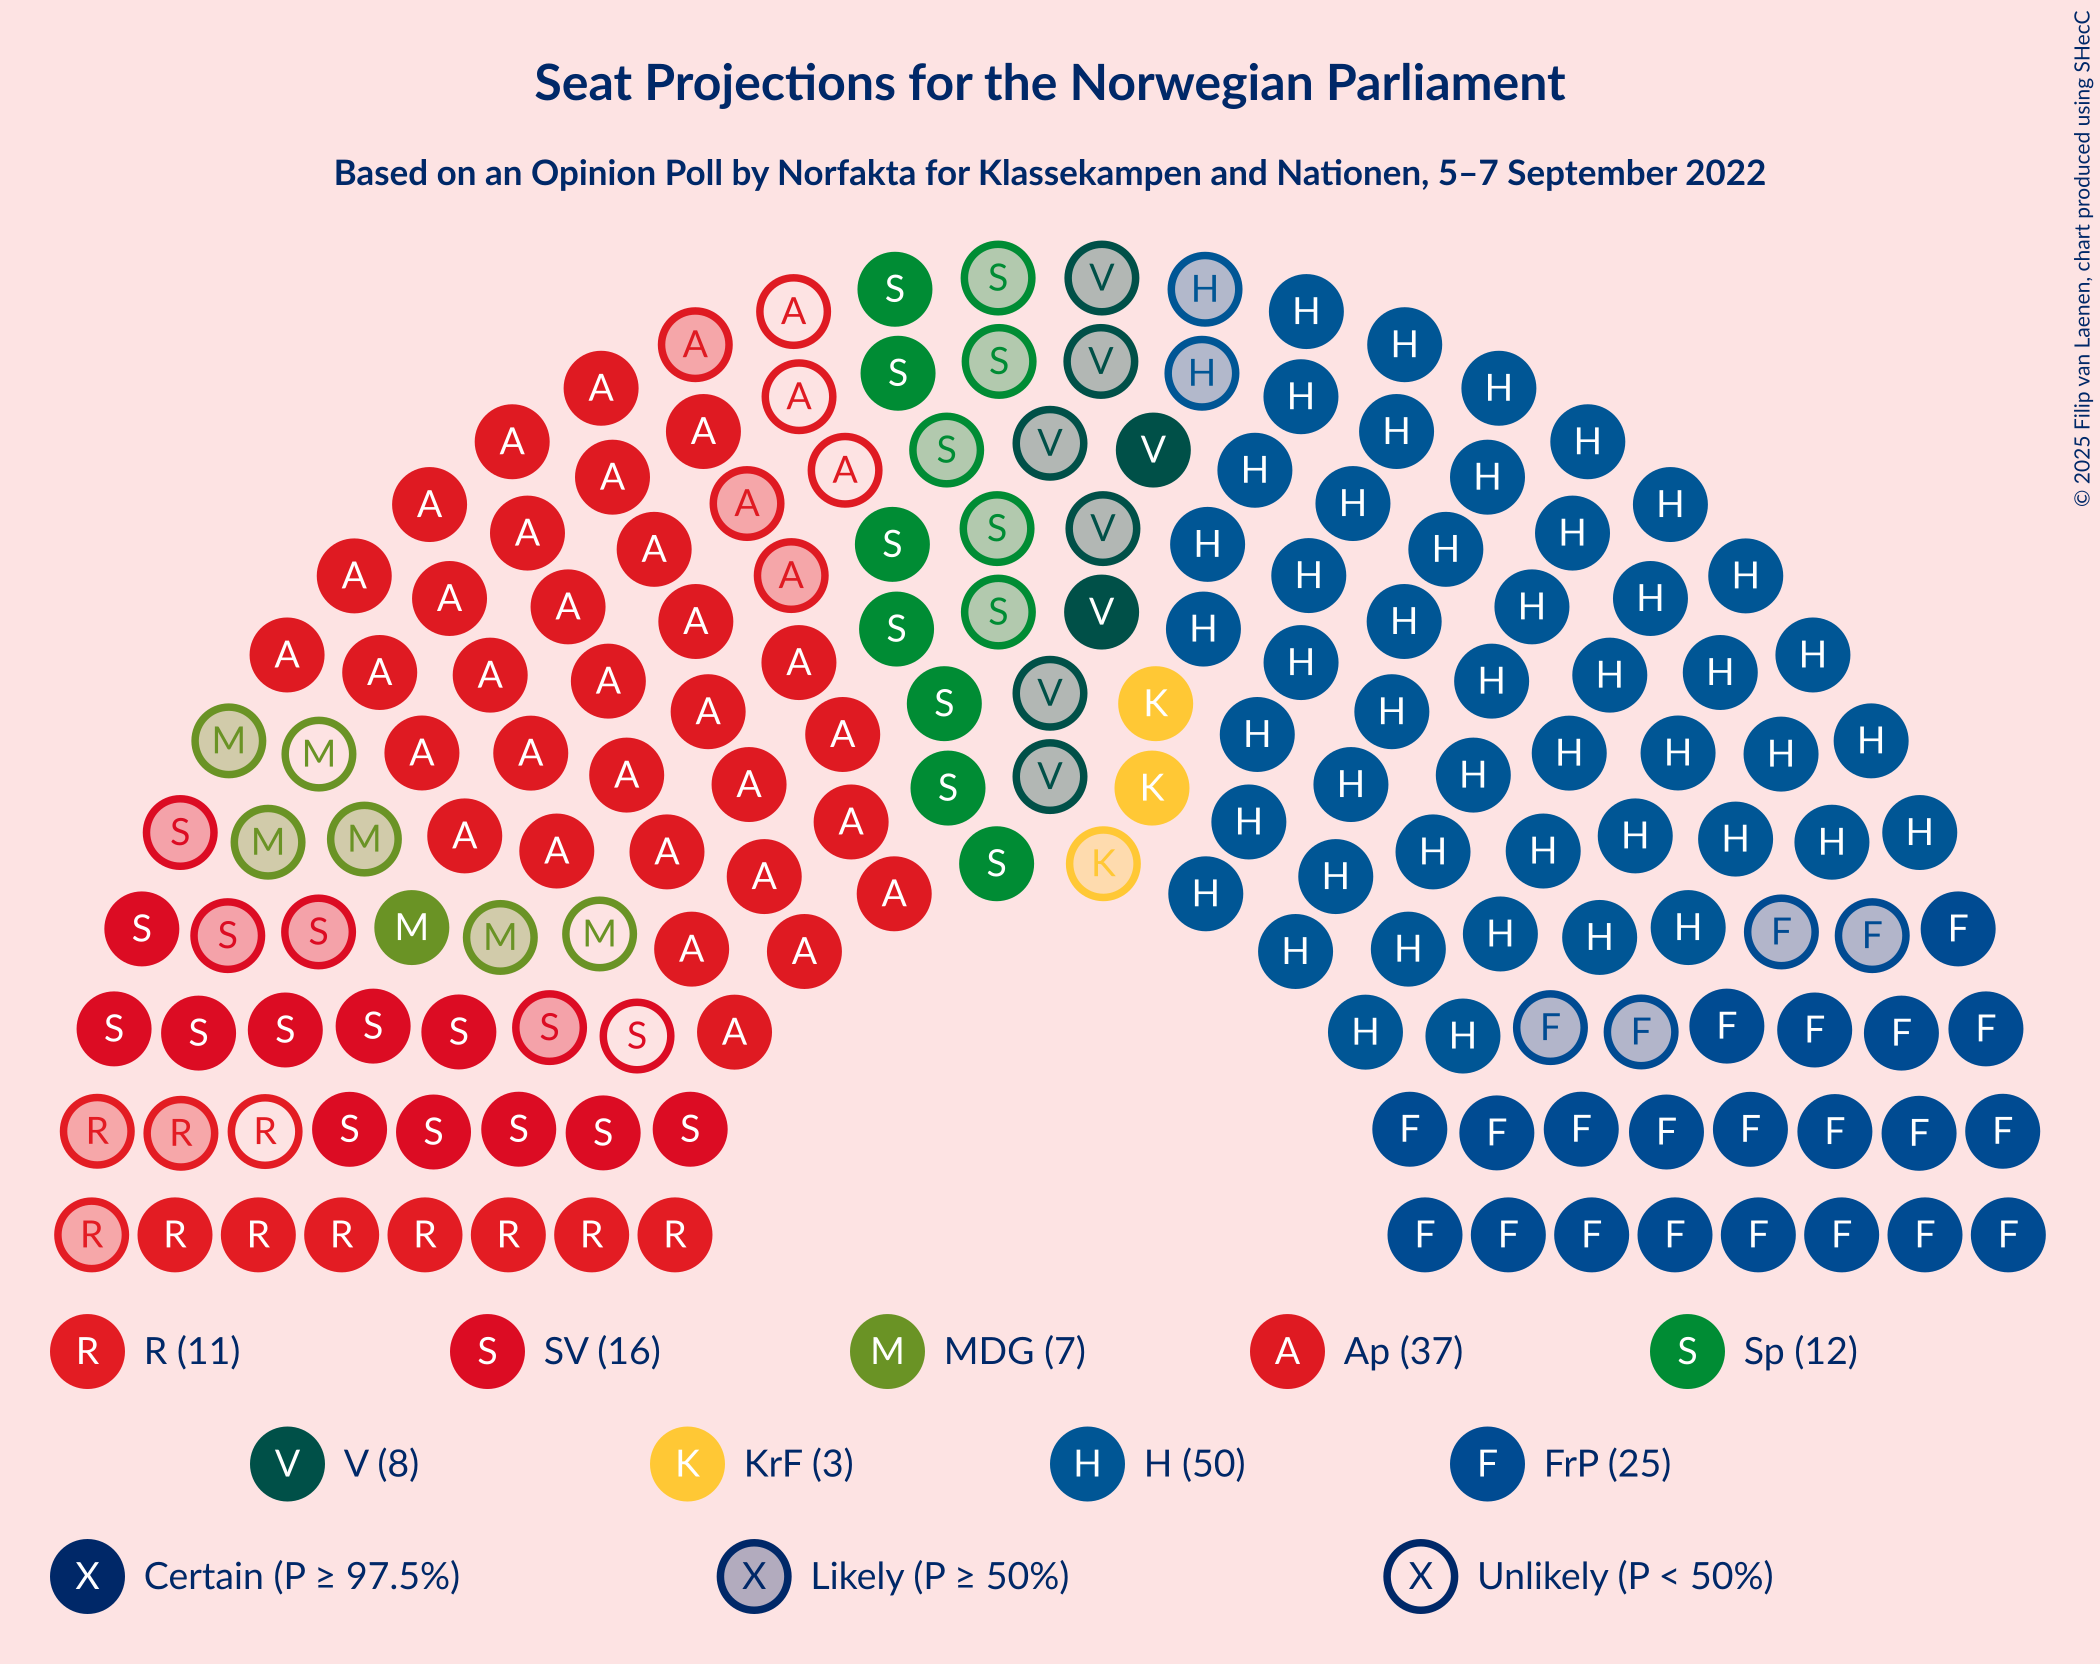 Seat Projections for the Norwegian Parliament
Based on an Opinion Poll by Norfakta for Klassekampen and Nationen, 5–7 September 2022
© 2025 Filip van Laenen, chart produced using SHecC
S S V H
A A H H
S S V H
A A H H
A A H H
S V V
A A H H
A A H H
A A H H
S S V H
A A H H
A A H H
S S V H
A A H H
A A H H
A A H H
S V K
A A H H
A A H H
M M A A A A A S V K H H H H H H H
S M M A A A A A S K H H H H H H H
S S S M M M A A A H H H H H H F F F
S S S S S S S A H H F F F F F F
R R R S S S S S F F F F F F F F
R R R R R R R R F F F F F F F F
R R (11) S SV (16) M MDG (7) A Ap (37) S Sp (12)
V V (8) K KrF (3) H H (50) F FrP (25)
X Certain (P ≥ 97.5%) X Likely (P ≥ 50%) X Unlikely (P < 50%)